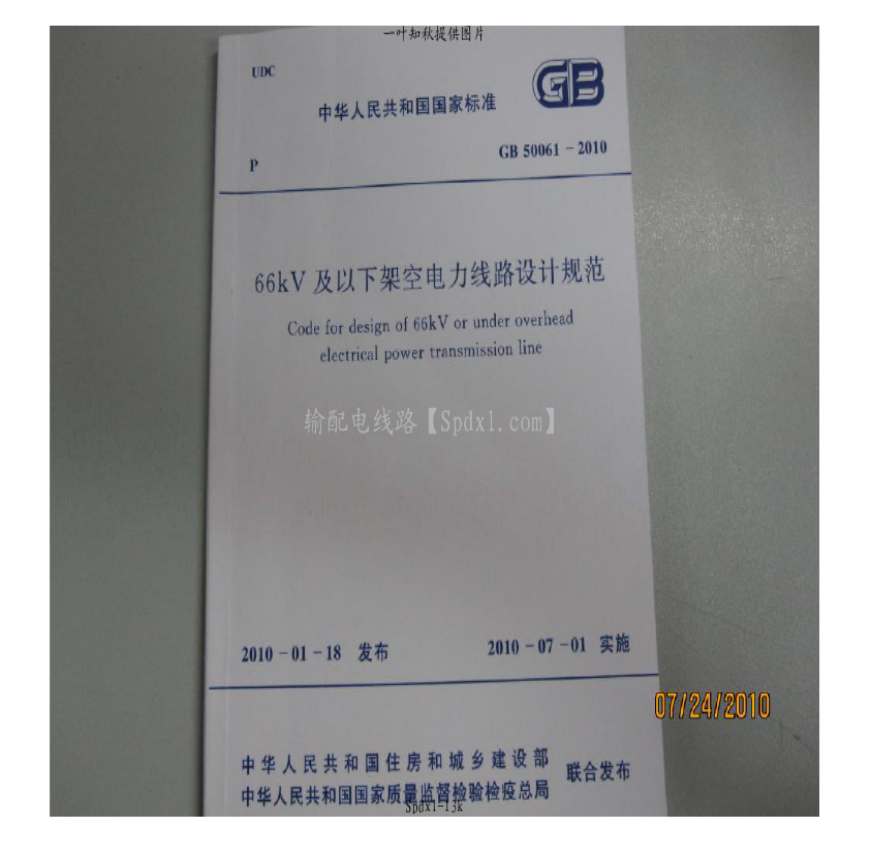 一叶知秋提供图片
UDC
GB
中华人民共和国国家标准
P
GB 50061－2010
66kV 及以下架空电力线路设计规范
Code for design of 66kV or under overhead
electrical power transmission line
输配电线路【Spdxl.com】
2010－01－18 发布
2010－07－01 实施
07/24/2010
中华人民共和国住房和城乡建设部
中华人民共和国国家质量监督检验检疫总局
联合发布
Spdxl-13k